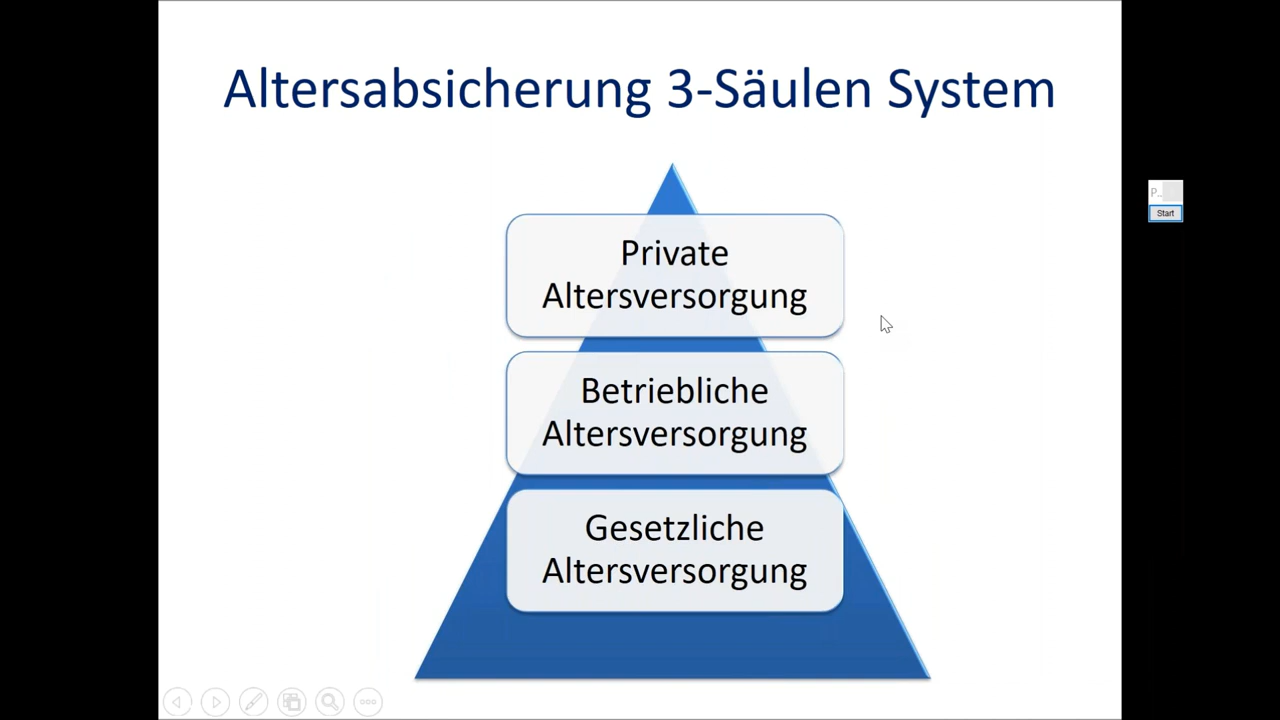 Altersabsicherung 3-Säulen System
Private
Altersversorgung
Betriebliche
Altersversorgung
Gesetzliche
Altersversorgung
P...
Start